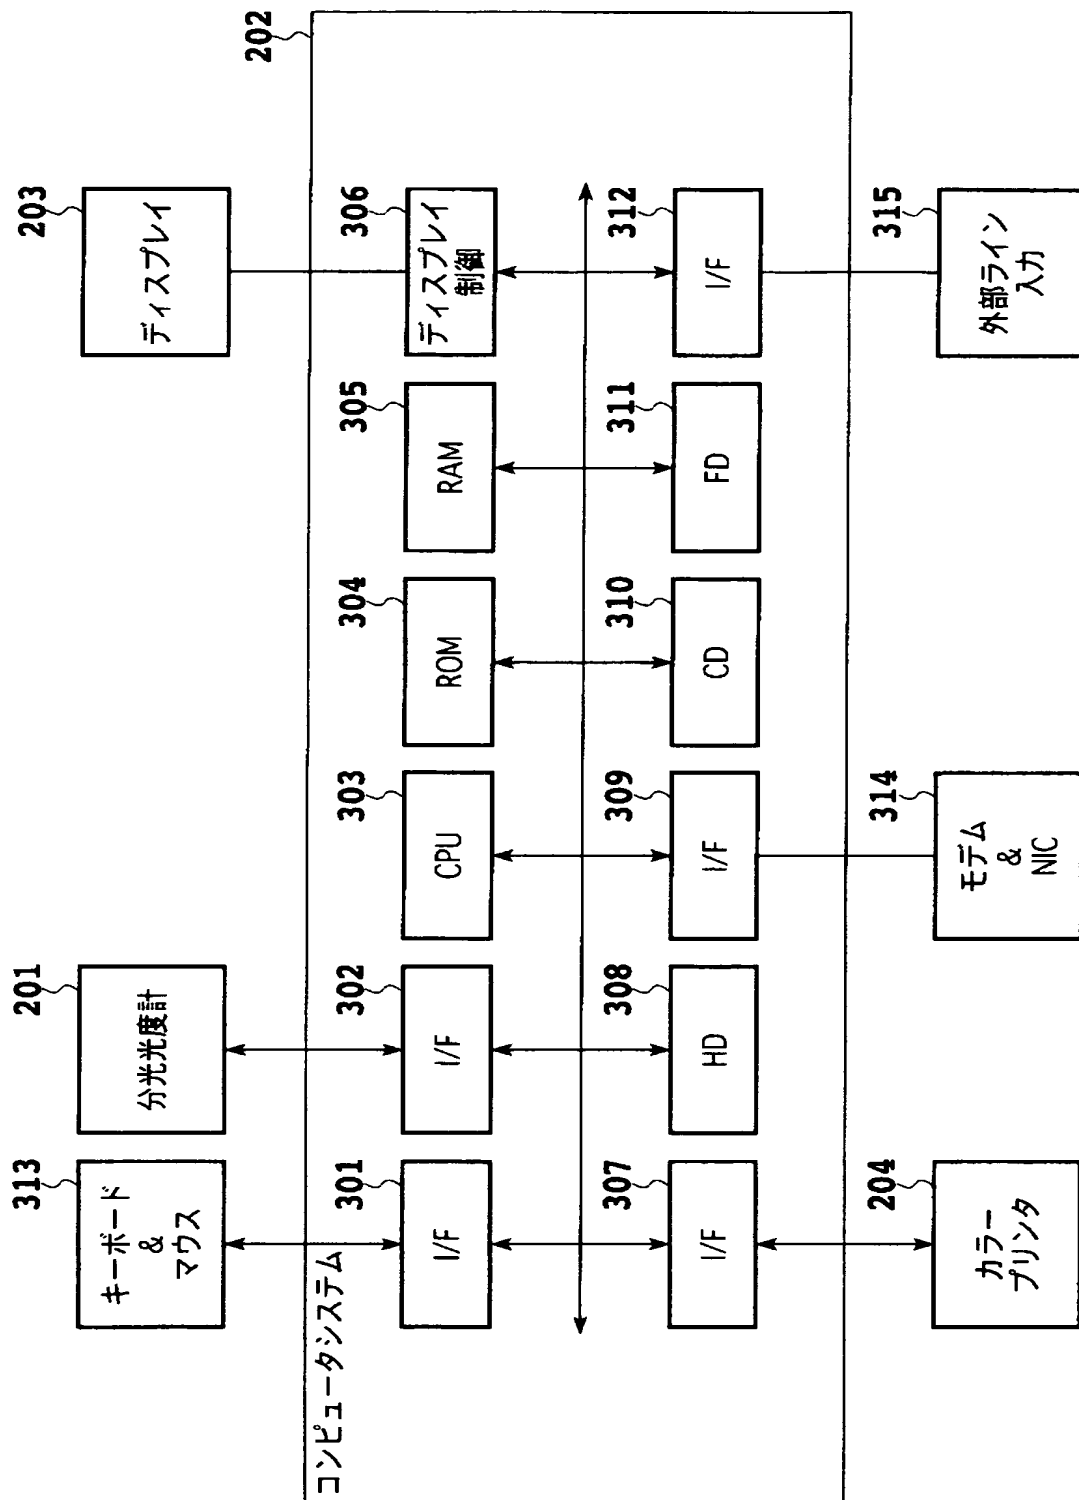 313
キーボード
&
マウス
201
分光光度計
203
ディスプレイ
202
コンピュータシステム
301
I/F
302
I/F
303
CPU
304
ROM
305
RAM
306
ディスプレイ
制御
307
I/F
308
HD
309
I/F
310
CD
311
FD
312
I/F
204
カラー
プリンタ
314
モデム
&
NIC
315
外部ライン
入力